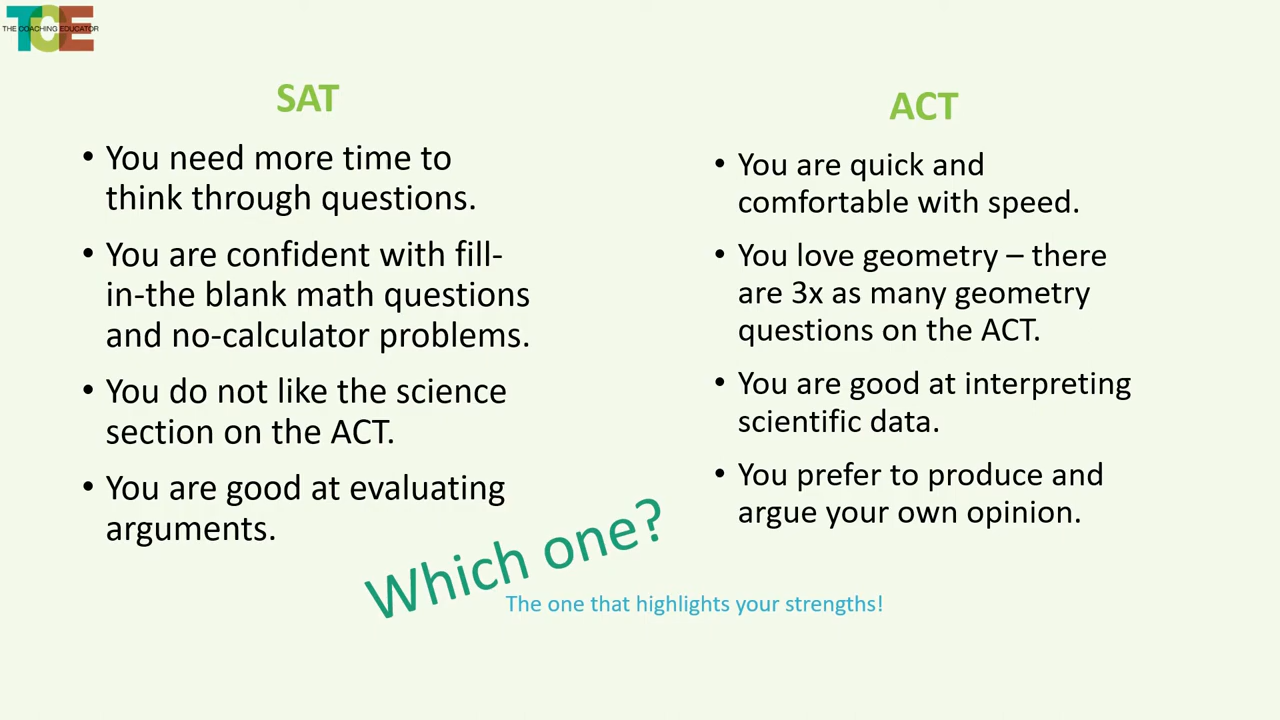 TCE
THE COACHING EDUCATOR
SAT
• You need more time to
think through questions.
• You are confident with fill-
in-the blank math questions
and no-calculator problems.
• You do not like the science
section on the ACT.
• You are good at evaluating
arguments.
ACT
• You are quick and
comfortable with speed.
• You love geometry – there
are 3x as many geometry
questions on the ACT.
• You are good at interpreting
scientific data.
• You prefer to produce and
argue your own opinion.
Which one?
The one that highlights your strengths!